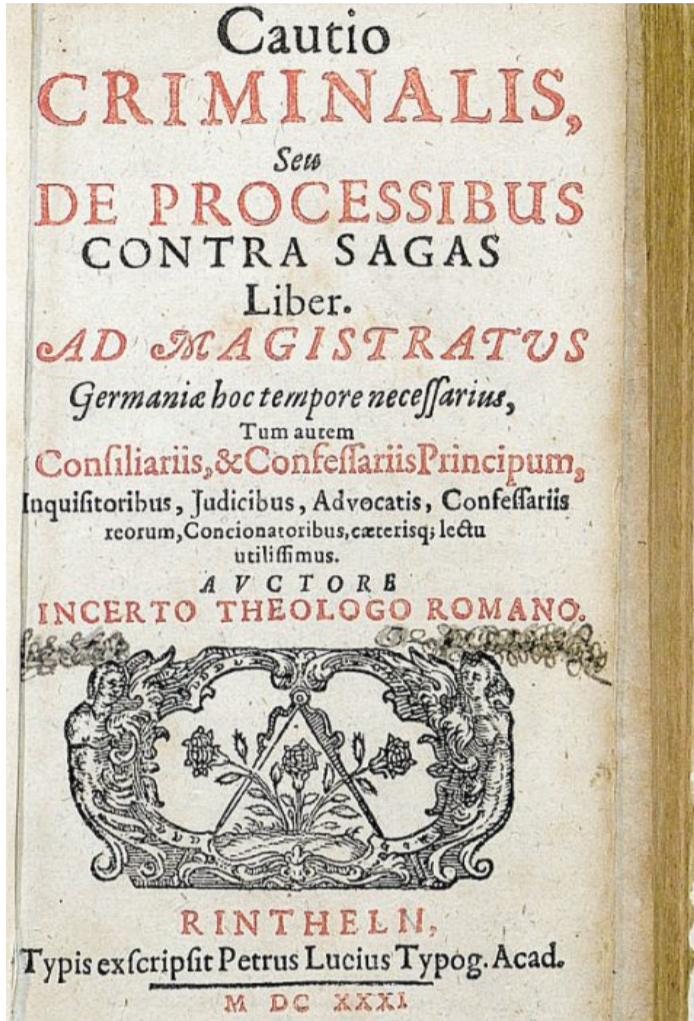 Cautio
CRIMINALIS,
Seu
DE PROCESSIBUS
CONTRA SAGAS
Liber.
AD MAGISTRATUS
Germaniæ hoc tempore neceſſarius,
Tum autem
Conſiliariis, & Confeſſariis Principum,
Inquiſitoribus, Judicibus, Advocatis, Confeſſariis
reorum, Concionatoribus, cæterisq; lectu
utiliſſimus.
AVCTORE
INCERTO THEOLOGO ROMANO.
RINTHELN,
Typis exſcripſit Petrus Lucius Typog. Acad.
M DC XXXI